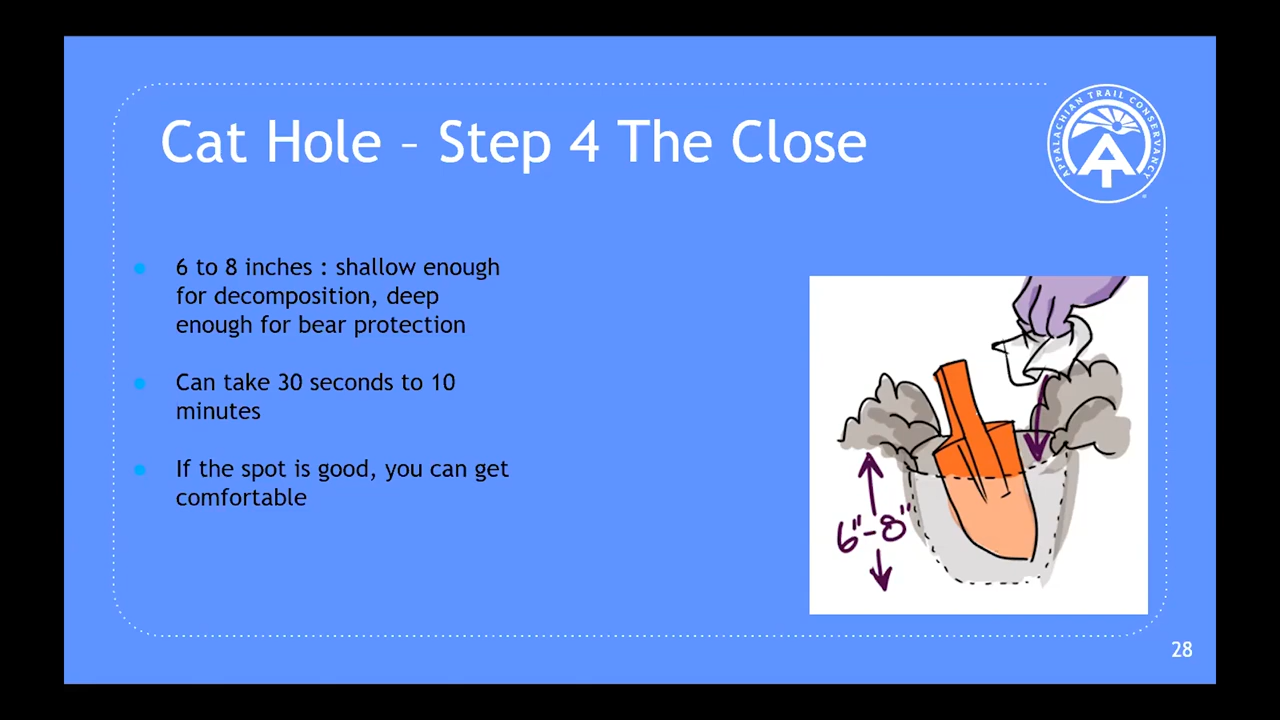 Cat Hole – Step 4 The Close
APPALACHIAN TRAIL CONSERVANCY
6 to 8 inches : shallow enough
for decomposition, deep
enough for bear protection
Can take 30 seconds to 10
minutes
If the spot is good, you can get
comfortable
6"-8"
28